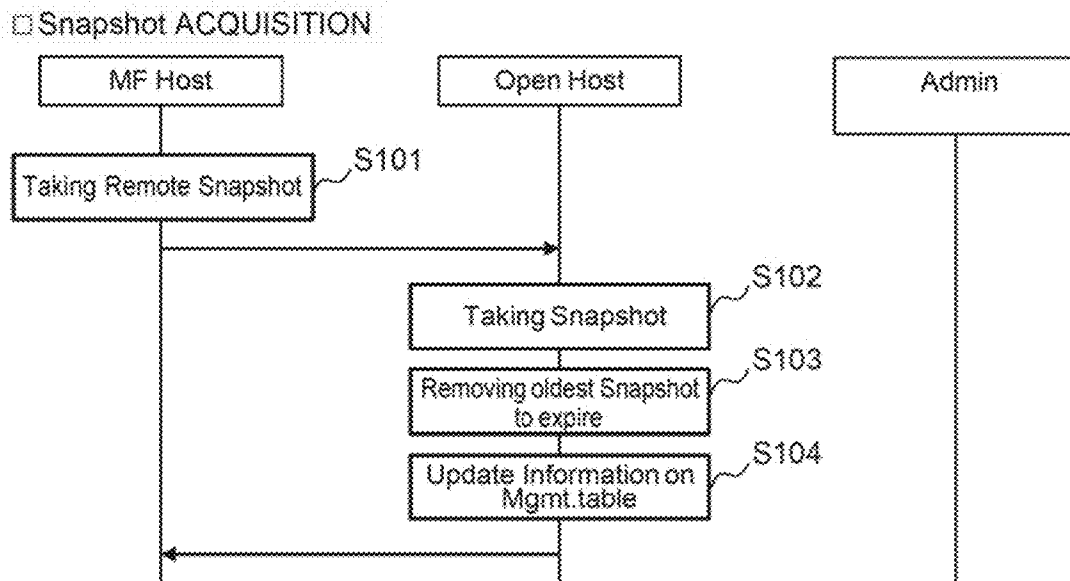 □ Snapshot ACQUISITION
MF Host
Open Host
Admin
Taking Remote Snapshot
S101
Taking Snapshot
S102
Removing oldest Snapshot
to expire
S103
Update Information on
Mgmt.table
S104